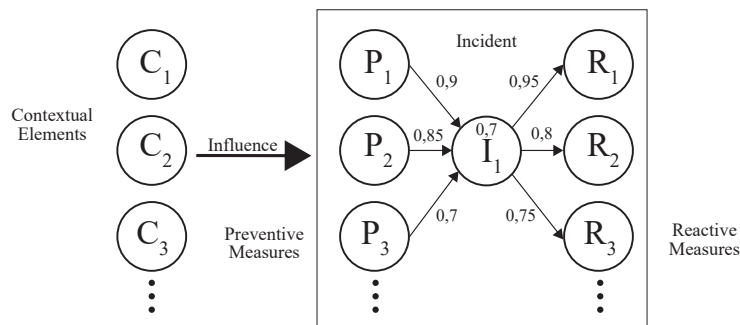 Contextual
Elements
C1
C2
C3
Influence
Preventive
Measures
Incident
P1
P2
P3
0,9
0,85
0,7
0,7
I1
0,95
0,8
0,75
R1
R2
R3
Reactive
Measures